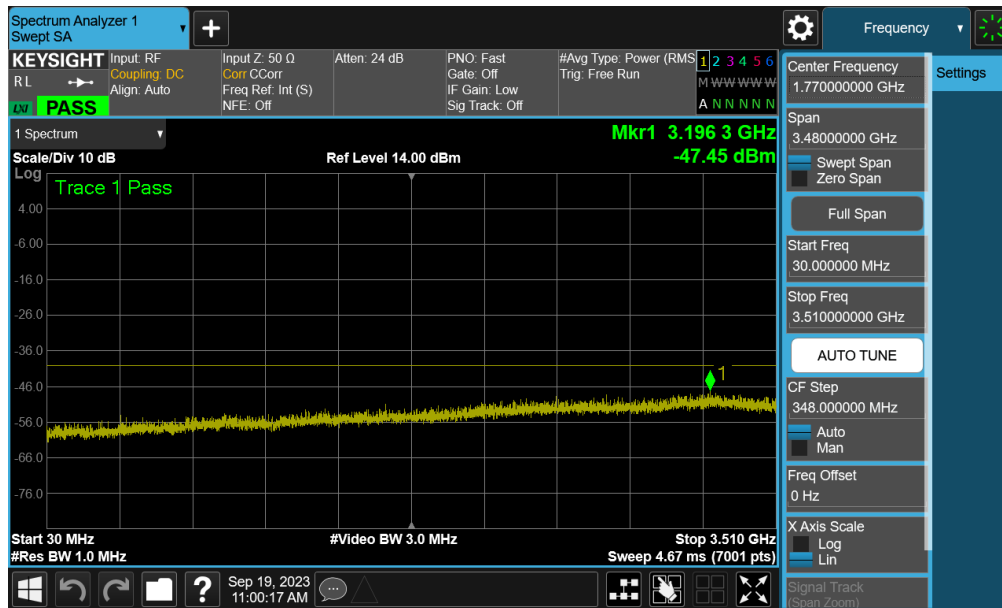 Spectrum Analyzer 1
Swept SA
+
Frequency
KEYSIGHT
RL
LXI PASS
Input: RF
Coupling: DC
Align: Auto
Input Z: 50 Ω
Corr CCorr
Freq Ref: Int (S)
NFE: Off
Atten: 24 dB
PNO: Fast
Gate: Off
IF Gain: Low
Sig Track: Off
#Avg Type: Power (RMS
Trig: Free Run
1 2 3 4 5 6
M W W W W W
A N N N N N
1 Spectrum
Scale/Div 10 dB
Ref Level 14.00 dBm
Mkr1 3.196 3 GHz
-47.45 dBm
Log
Trace 1 Pass
4.00
-6.00
-16.0
-26.0
-36.0
-46.0
-56.0
-66.0
-76.0
1
Start 30 MHz
#Res BW 1.0 MHz
#Video BW 3.0 MHz
Stop 3.510 GHz
Sweep 4.67 ms (7001 pts)
?
Sep 19, 2023
11:00:17 AM
Center Frequency
1.770000000 GHz
Span
3.48000000 GHz
Swept Span
Zero Span
Full Span
Start Freq
30.000000 MHz
Stop Freq
3.510000000 GHz
AUTO TUNE
CF Step
348.000000 MHz
Auto
Man
Freq Offset
0 Hz
X Axis Scale
Log
Lin
Signal Track
(Span Zoom)
Settings